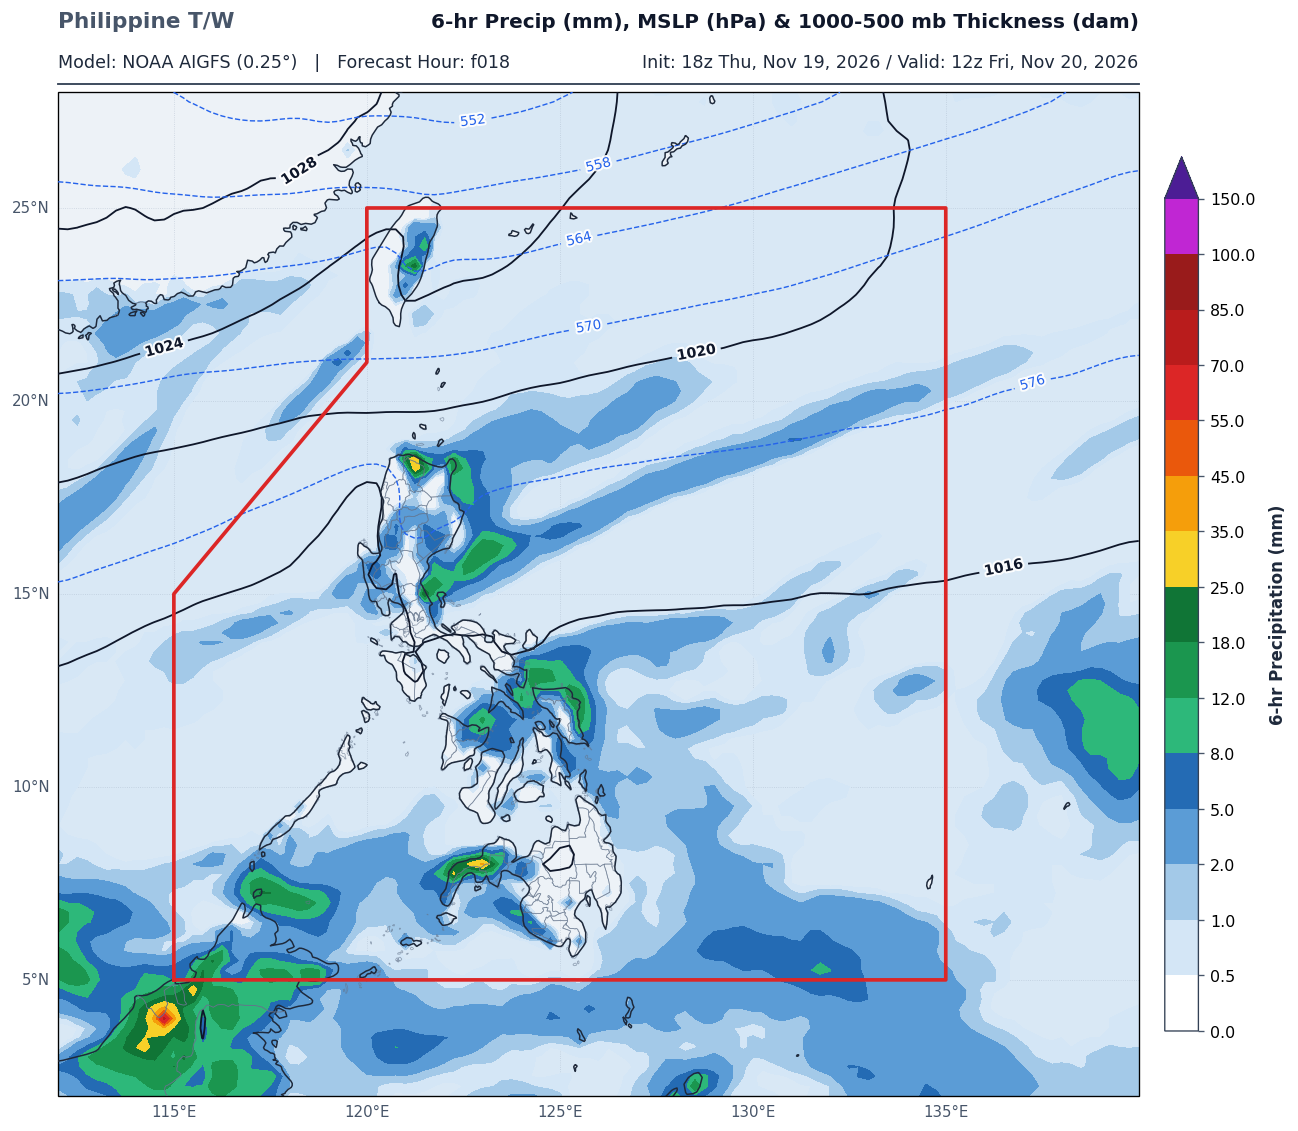 Philippine T/W
6-hr Precip (mm), MSLP (hPa) & 1000-500 mb Thickness (dam)
Model: NOAA AIGFS (0.25°)   |   Forecast Hour: f018
Init: 18z Thu, Nov 19, 2026 / Valid: 12z Fri, Nov 20, 2026
552
1028
558
564
570
1024
1020
576
1016
25°N
20°N
15°N
10°N
5°N
115°E
120°E
125°E
130°E
135°E
150.0
100.0
85.0
70.0
55.0
45.0
35.0
25.0
18.0
12.0
8.0
5.0
2.0
1.0
0.5
0.0
6-hr Precipitation (mm)